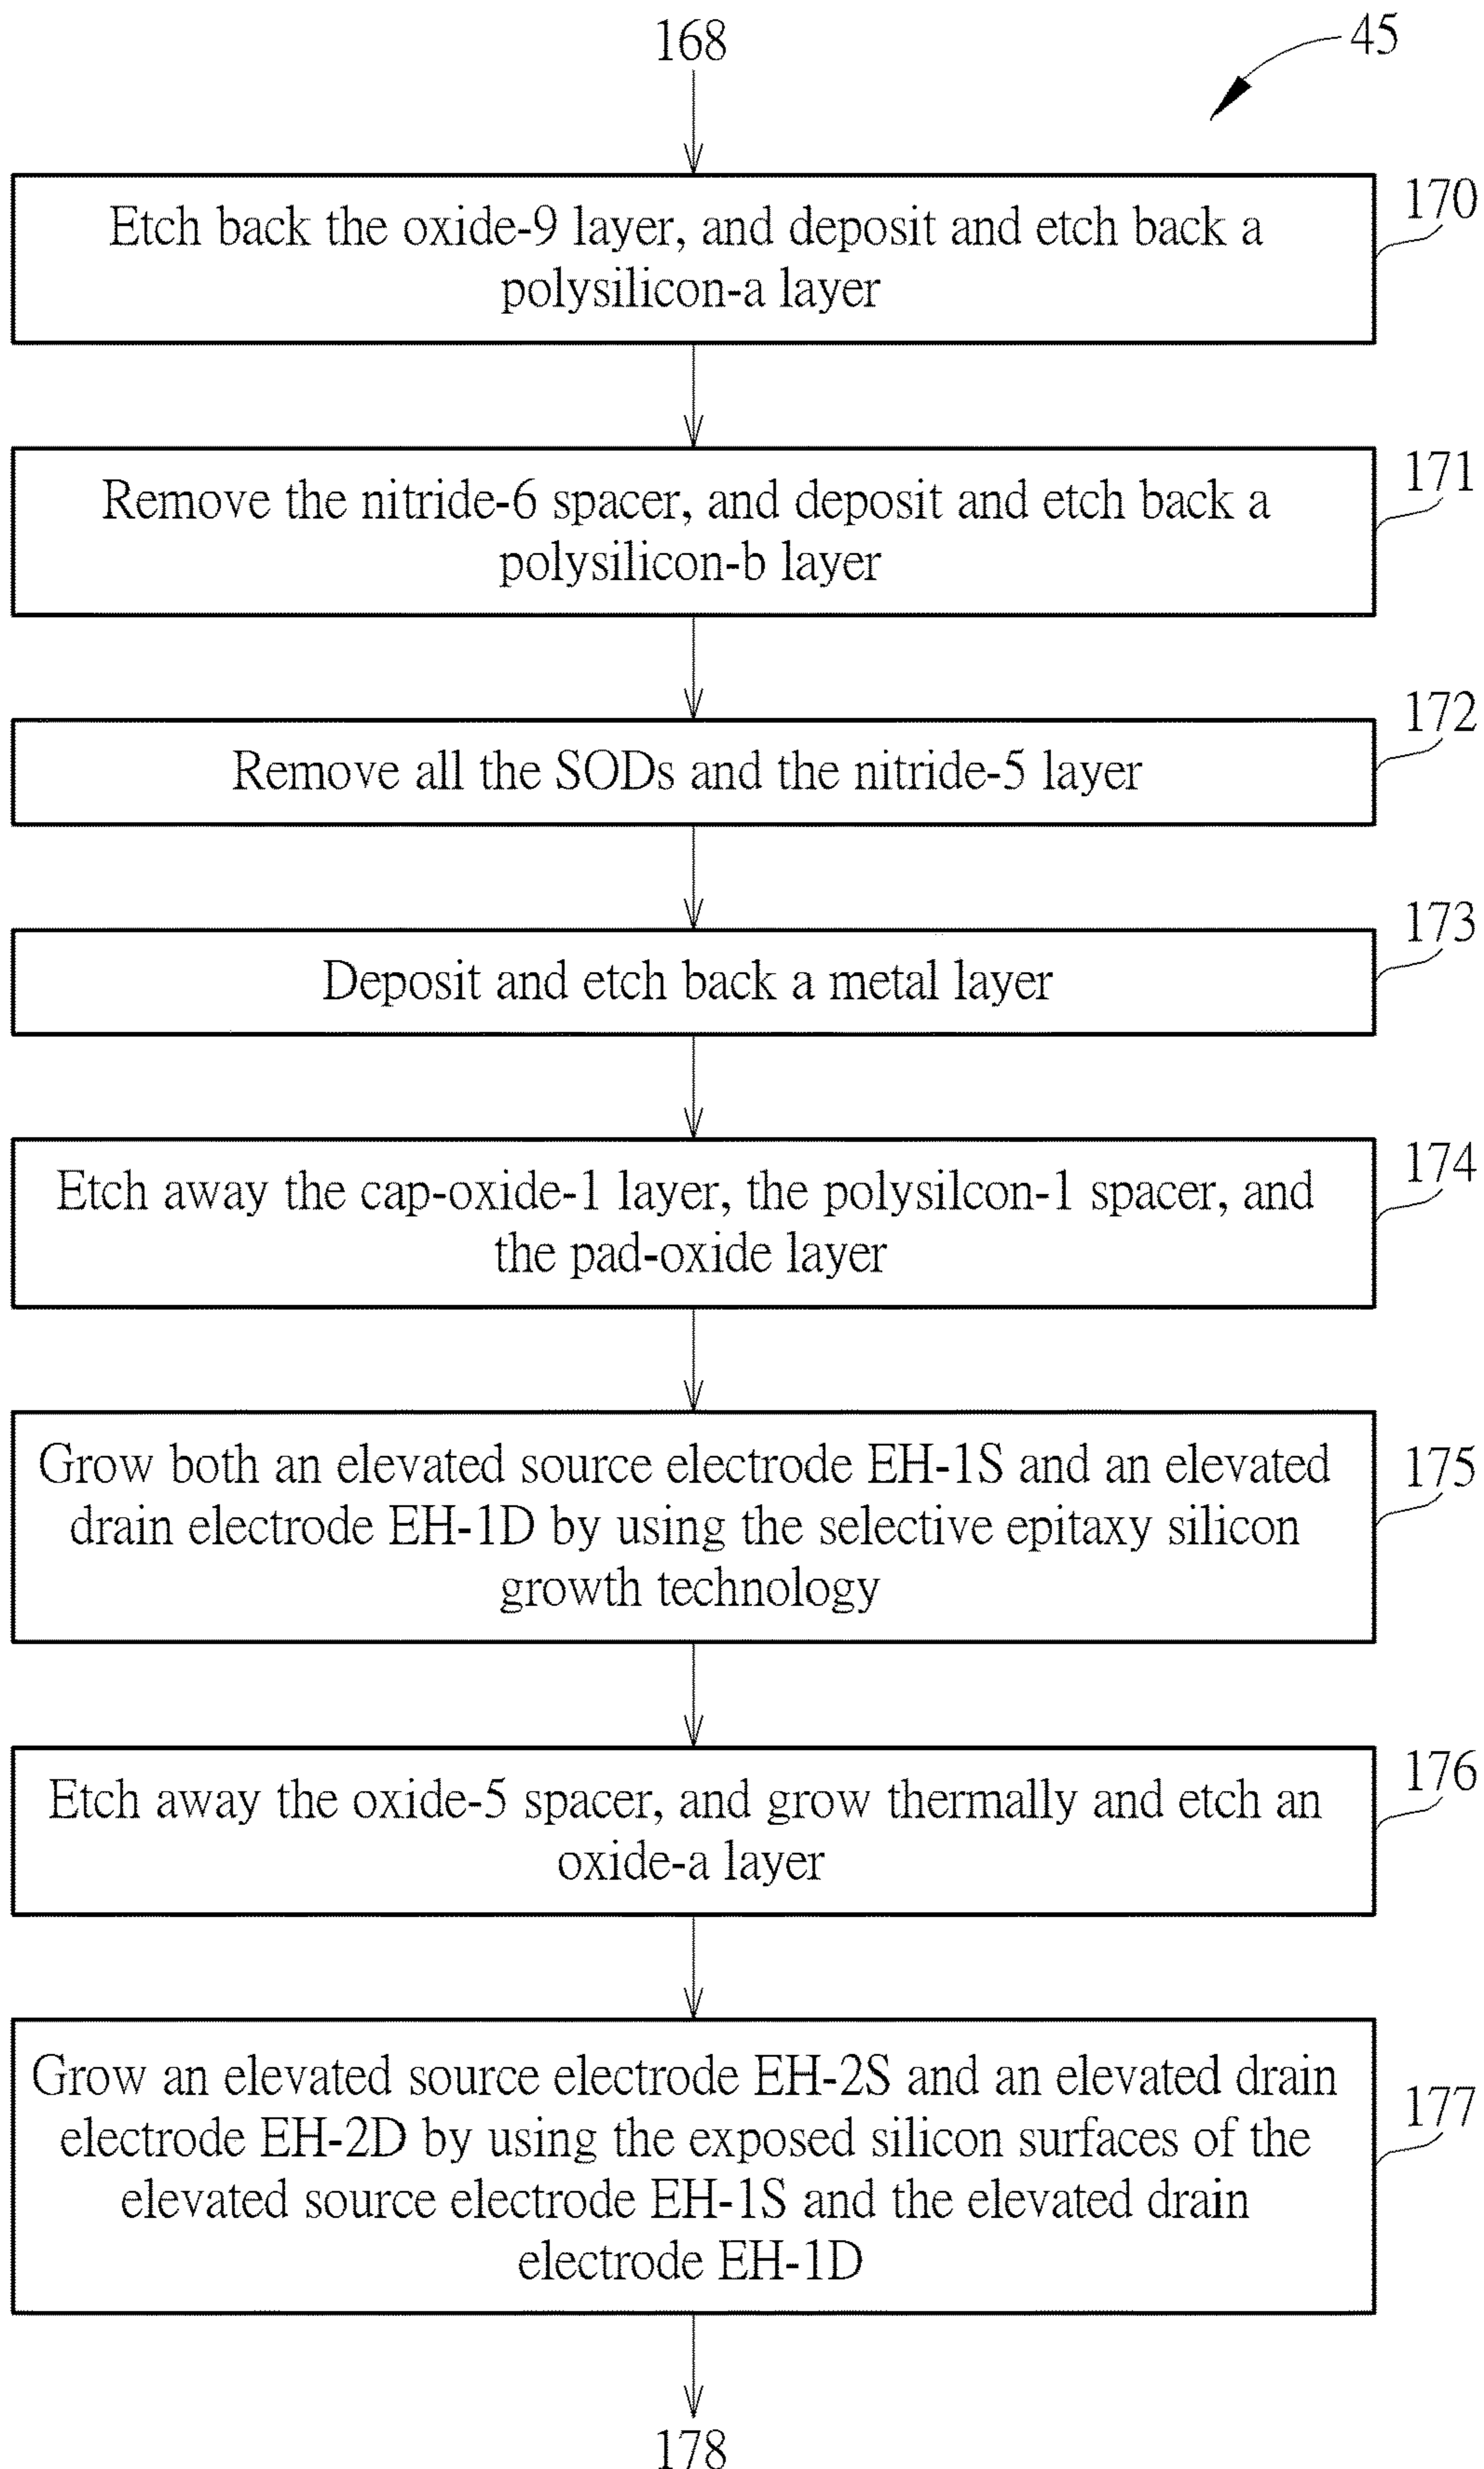 168
45
170
Etch back the oxide-9 layer, and deposit and etch back a
polysilicon-a layer
171
Remove the nitride-6 spacer, and deposit and etch back a
polysilicon-b layer
172
Remove all the SODs and the nitride-5 layer
173
Deposit and etch back a metal layer
174
Etch away the cap-oxide-1 layer, the polysilcon-1 spacer, and
the pad-oxide layer
175
Grow both an elevated source electrode EH-1S and an elevated
drain electrode EH-1D by using the selective epitaxy silicon
growth technology
176
Etch away the oxide-5 spacer, and grow thermally and etch an
oxide-a layer
177
Grow an elevated source electrode EH-2S and an elevated drain
electrode EH-2D by using the exposed silicon surfaces of the
elevated source electrode EH-1S and the elevated drain
electrode EH-1D
178